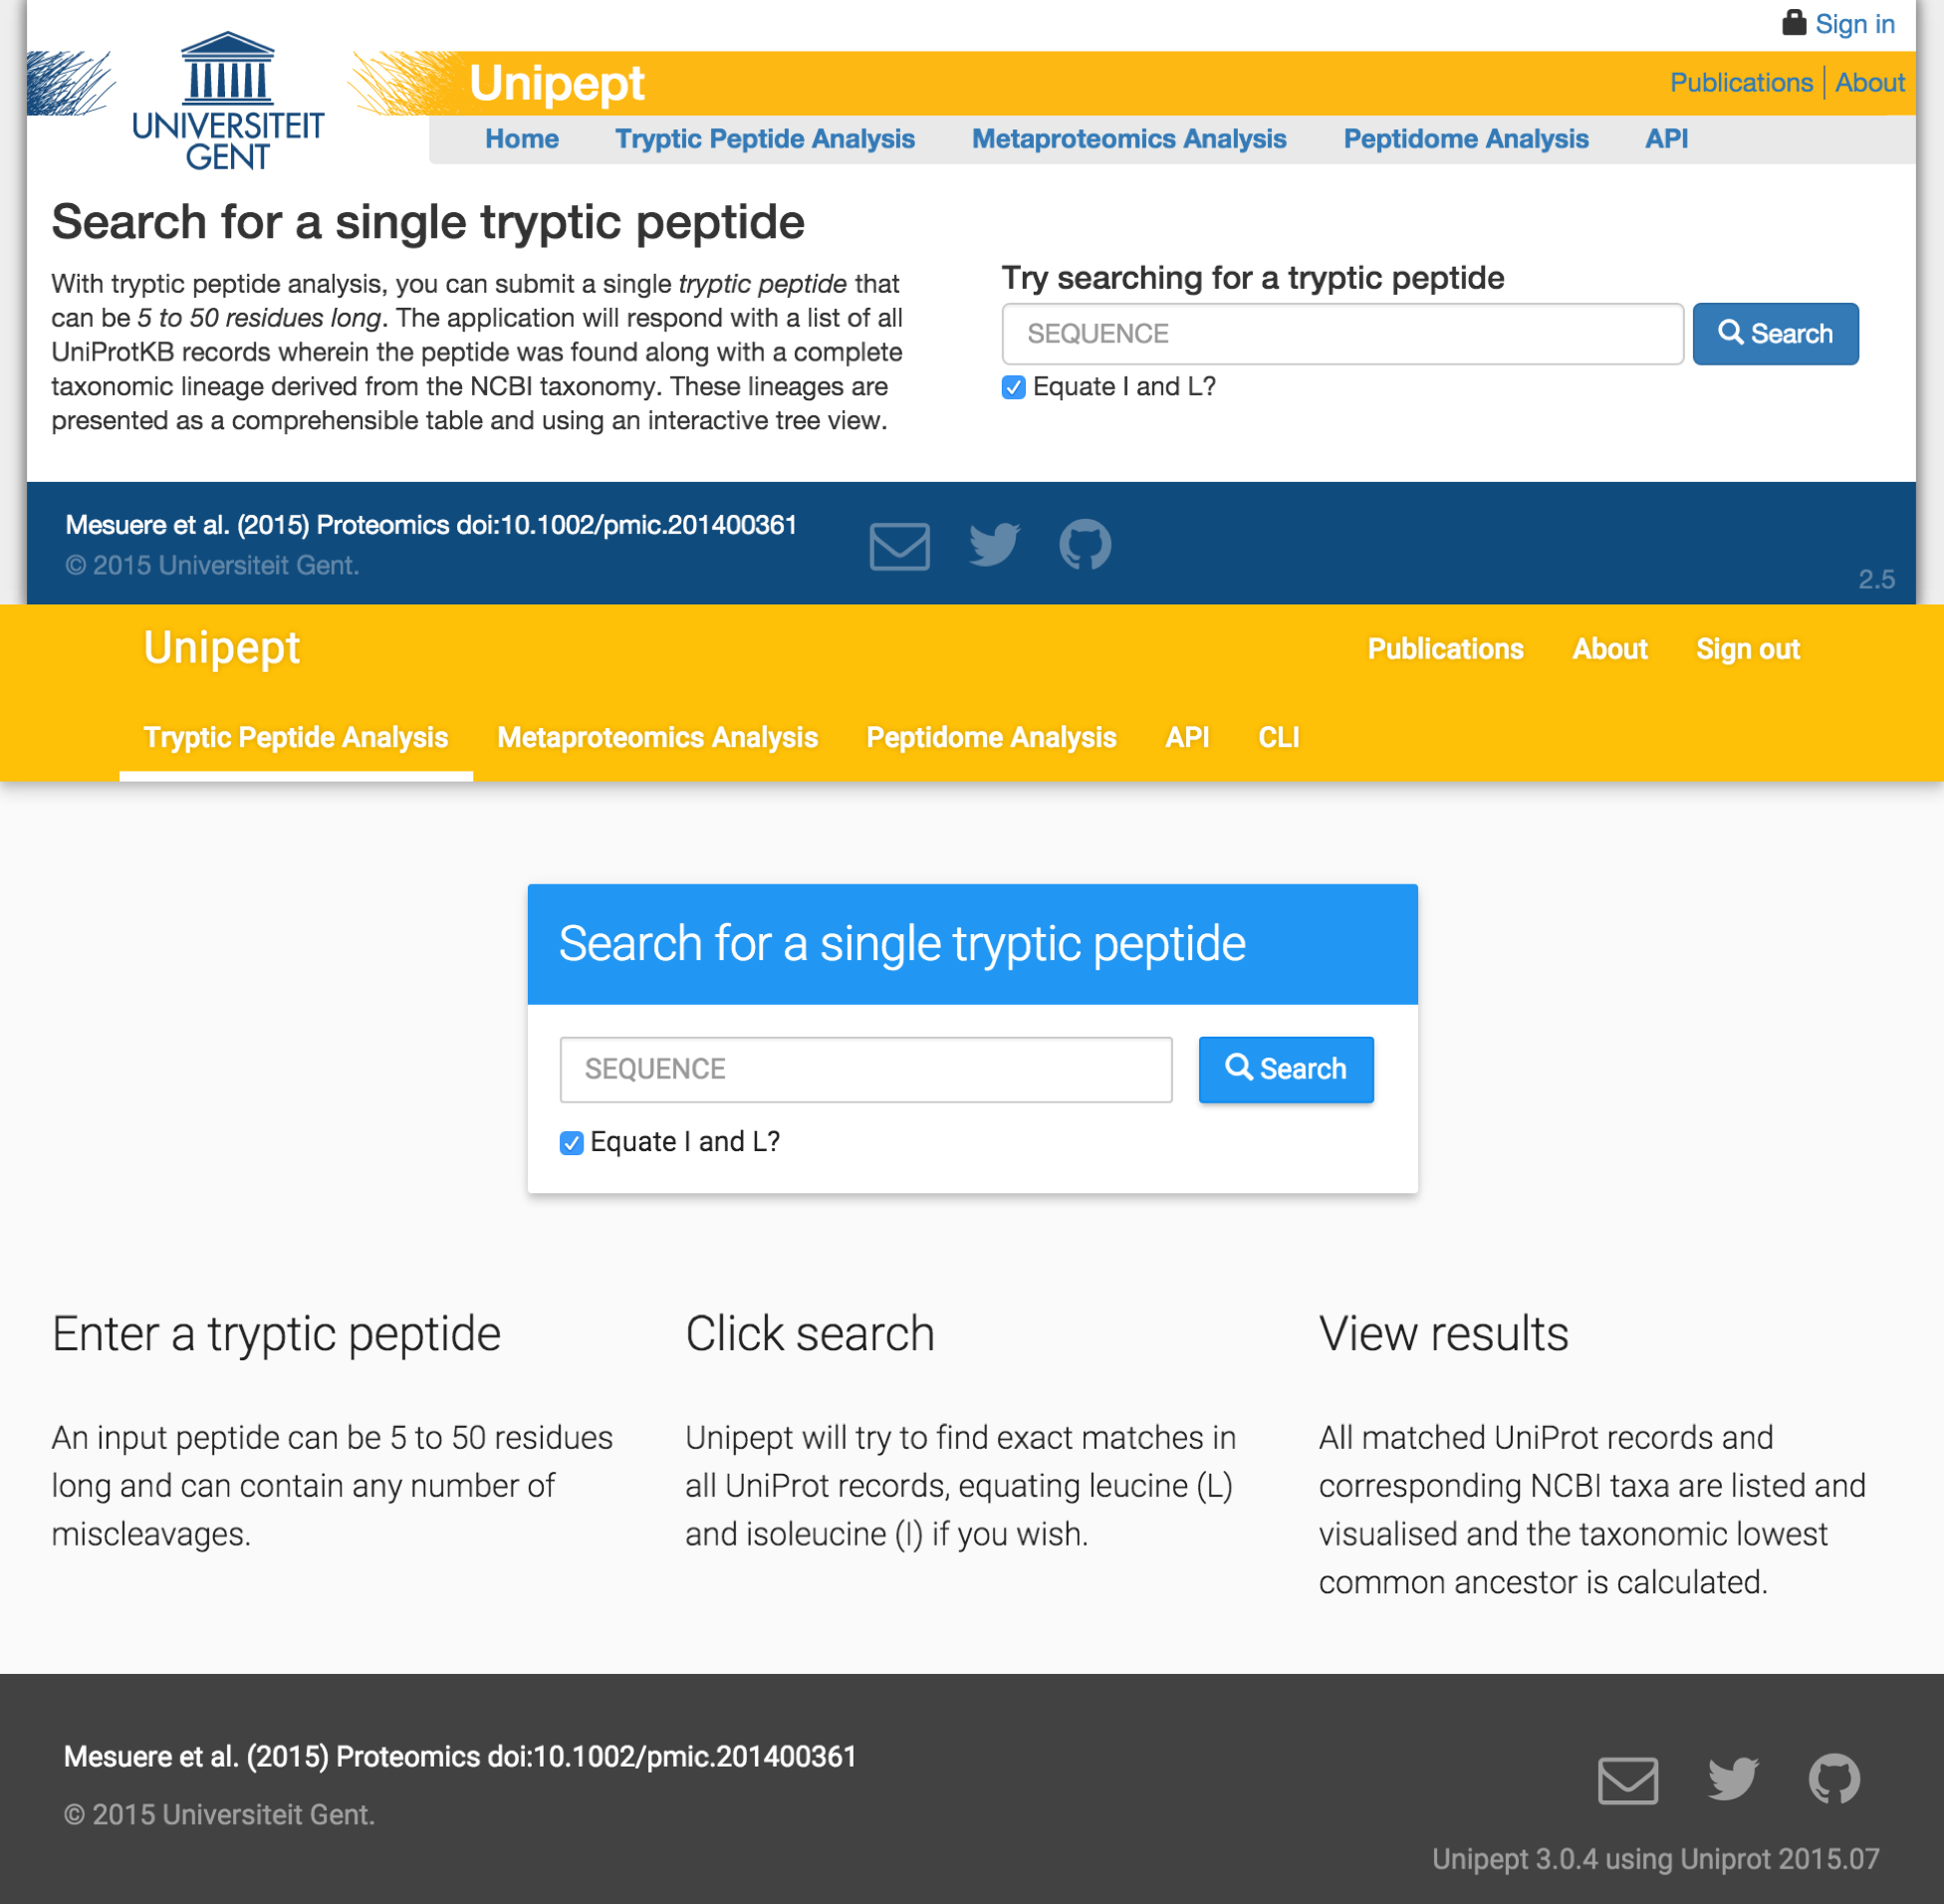 Sign in
UNIVERSITEIT
GENT
Unipept
Publications
About
Home
Tryptic Peptide Analysis
Metaproteomics Analysis
Peptidome Analysis
API
Search for a single tryptic peptide
With tryptic peptide analysis, you can submit a single tryptic peptide that
can be 5 to 50 residues long. The application will respond with a list of all
UniProtKB records wherein the peptide was found along with a complete
taxonomic lineage derived from the NCBI taxonomy. These lineages are
presented as a comprehensible table and using an interactive tree view.
Try searching for a tryptic peptide
SEQUENCE
Search
Equate I and L?
Mesuere et al. (2015) Proteomics doi:10.1002/pmic.201400361
© 2015 Universiteit Gent.
2.5
Unipept
Publications
About
Sign out
Tryptic Peptide Analysis
Metaproteomics Analysis
Peptidome Analysis
API
CLI
Search for a single tryptic peptide
SEQUENCE
Search
Equate I and L?
Enter a tryptic peptide
An input peptide can be 5 to 50 residues
long and can contain any number of
miscleavages.
Click search
Unipept will try to find exact matches in
all UniProt records, equating leucine (L)
and isoleucine (I) if you wish.
View results
All matched UniProt records and
corresponding NCBI taxa are listed and
visualised and the taxonomic lowest
common ancestor is calculated.
Mesuere et al. (2015) Proteomics doi:10.1002/pmic.201400361
© 2015 Universiteit Gent.
Unipept 3.0.4 using Uniprot 2015.07